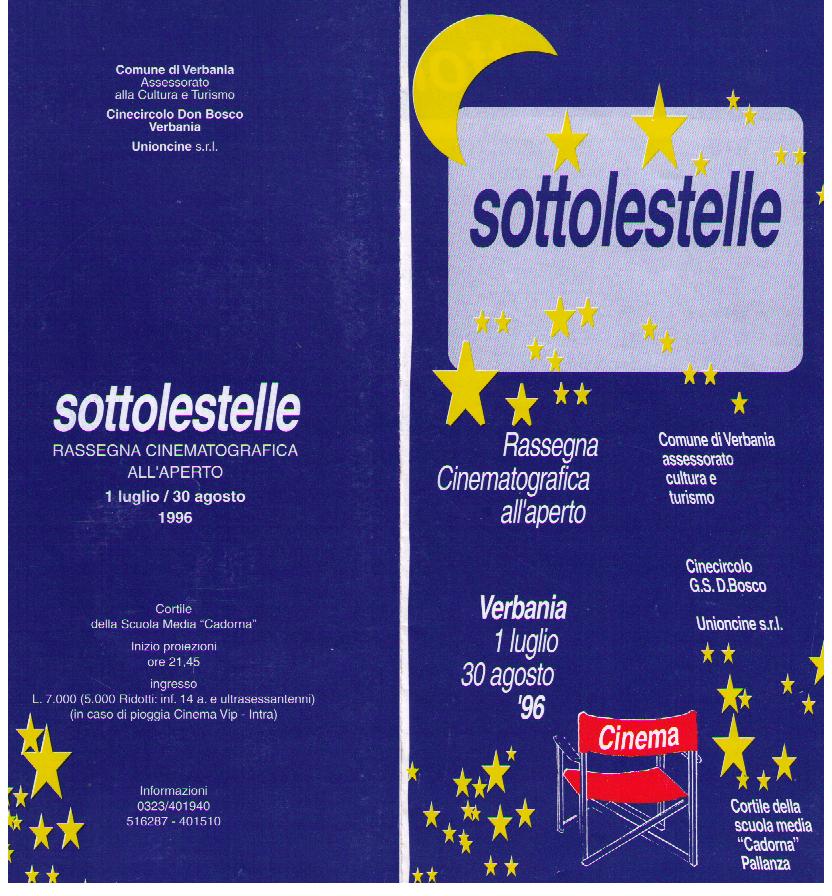 Comune di Verbania
Assessorato
alla Cultura e Turismo
Cinecircolo Don Bosco
Verbania
Unioncine s.r.l.
sottolestelle
RASSEGNA CINEMATOGRAFICA
ALL'APERTO
1 luglio / 30 agosto
1996
Cortile
della Scuola Media “Cadorna”
Inizio proiezioni
ore 21,45
ingresso
L. 7.000 (5.000 Ridotti: inf. 14 a. e ultrasessantenni)
(in caso di pioggia Cinema Vip - Intra)
Informazioni
0323/401940
516287 - 401510
sottolestelle
Rassegna
Cinematografica
all'aperto
Comune di Verbania
assessorato
cultura e
turismo
Cinecircolo
G.S. D.Bosco
Unioncine s.r.l.
Verbania
1 luglio
30 agosto
'96
Cinema
Cortile della
scuola media
“Cadorna”
Pallanza